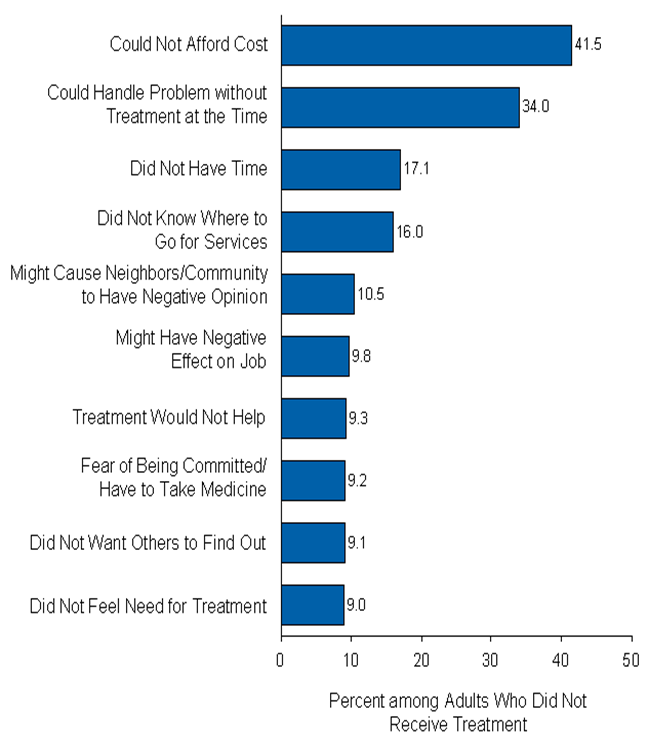 Could Not Afford Cost
41.5
Could Handle Problem without
Treatment at the Time
34.0
Did Not Have Time
17.1
Did Not Know Where to
Go for Services
16.0
Might Cause Neighbors/Community
to Have Negative Opinion
10.5
Might Have Negative
Effect on Job
9.8
Treatment Would Not Help
9.3
Fear of Being Committed/
Have to Take Medicine
9.2
Did Not Want Others to Find Out
9.1
Did Not Feel Need for Treatment
9.0
0 10 20 30 40 50
Percent among Adults Who Did Not
Receive Treatment